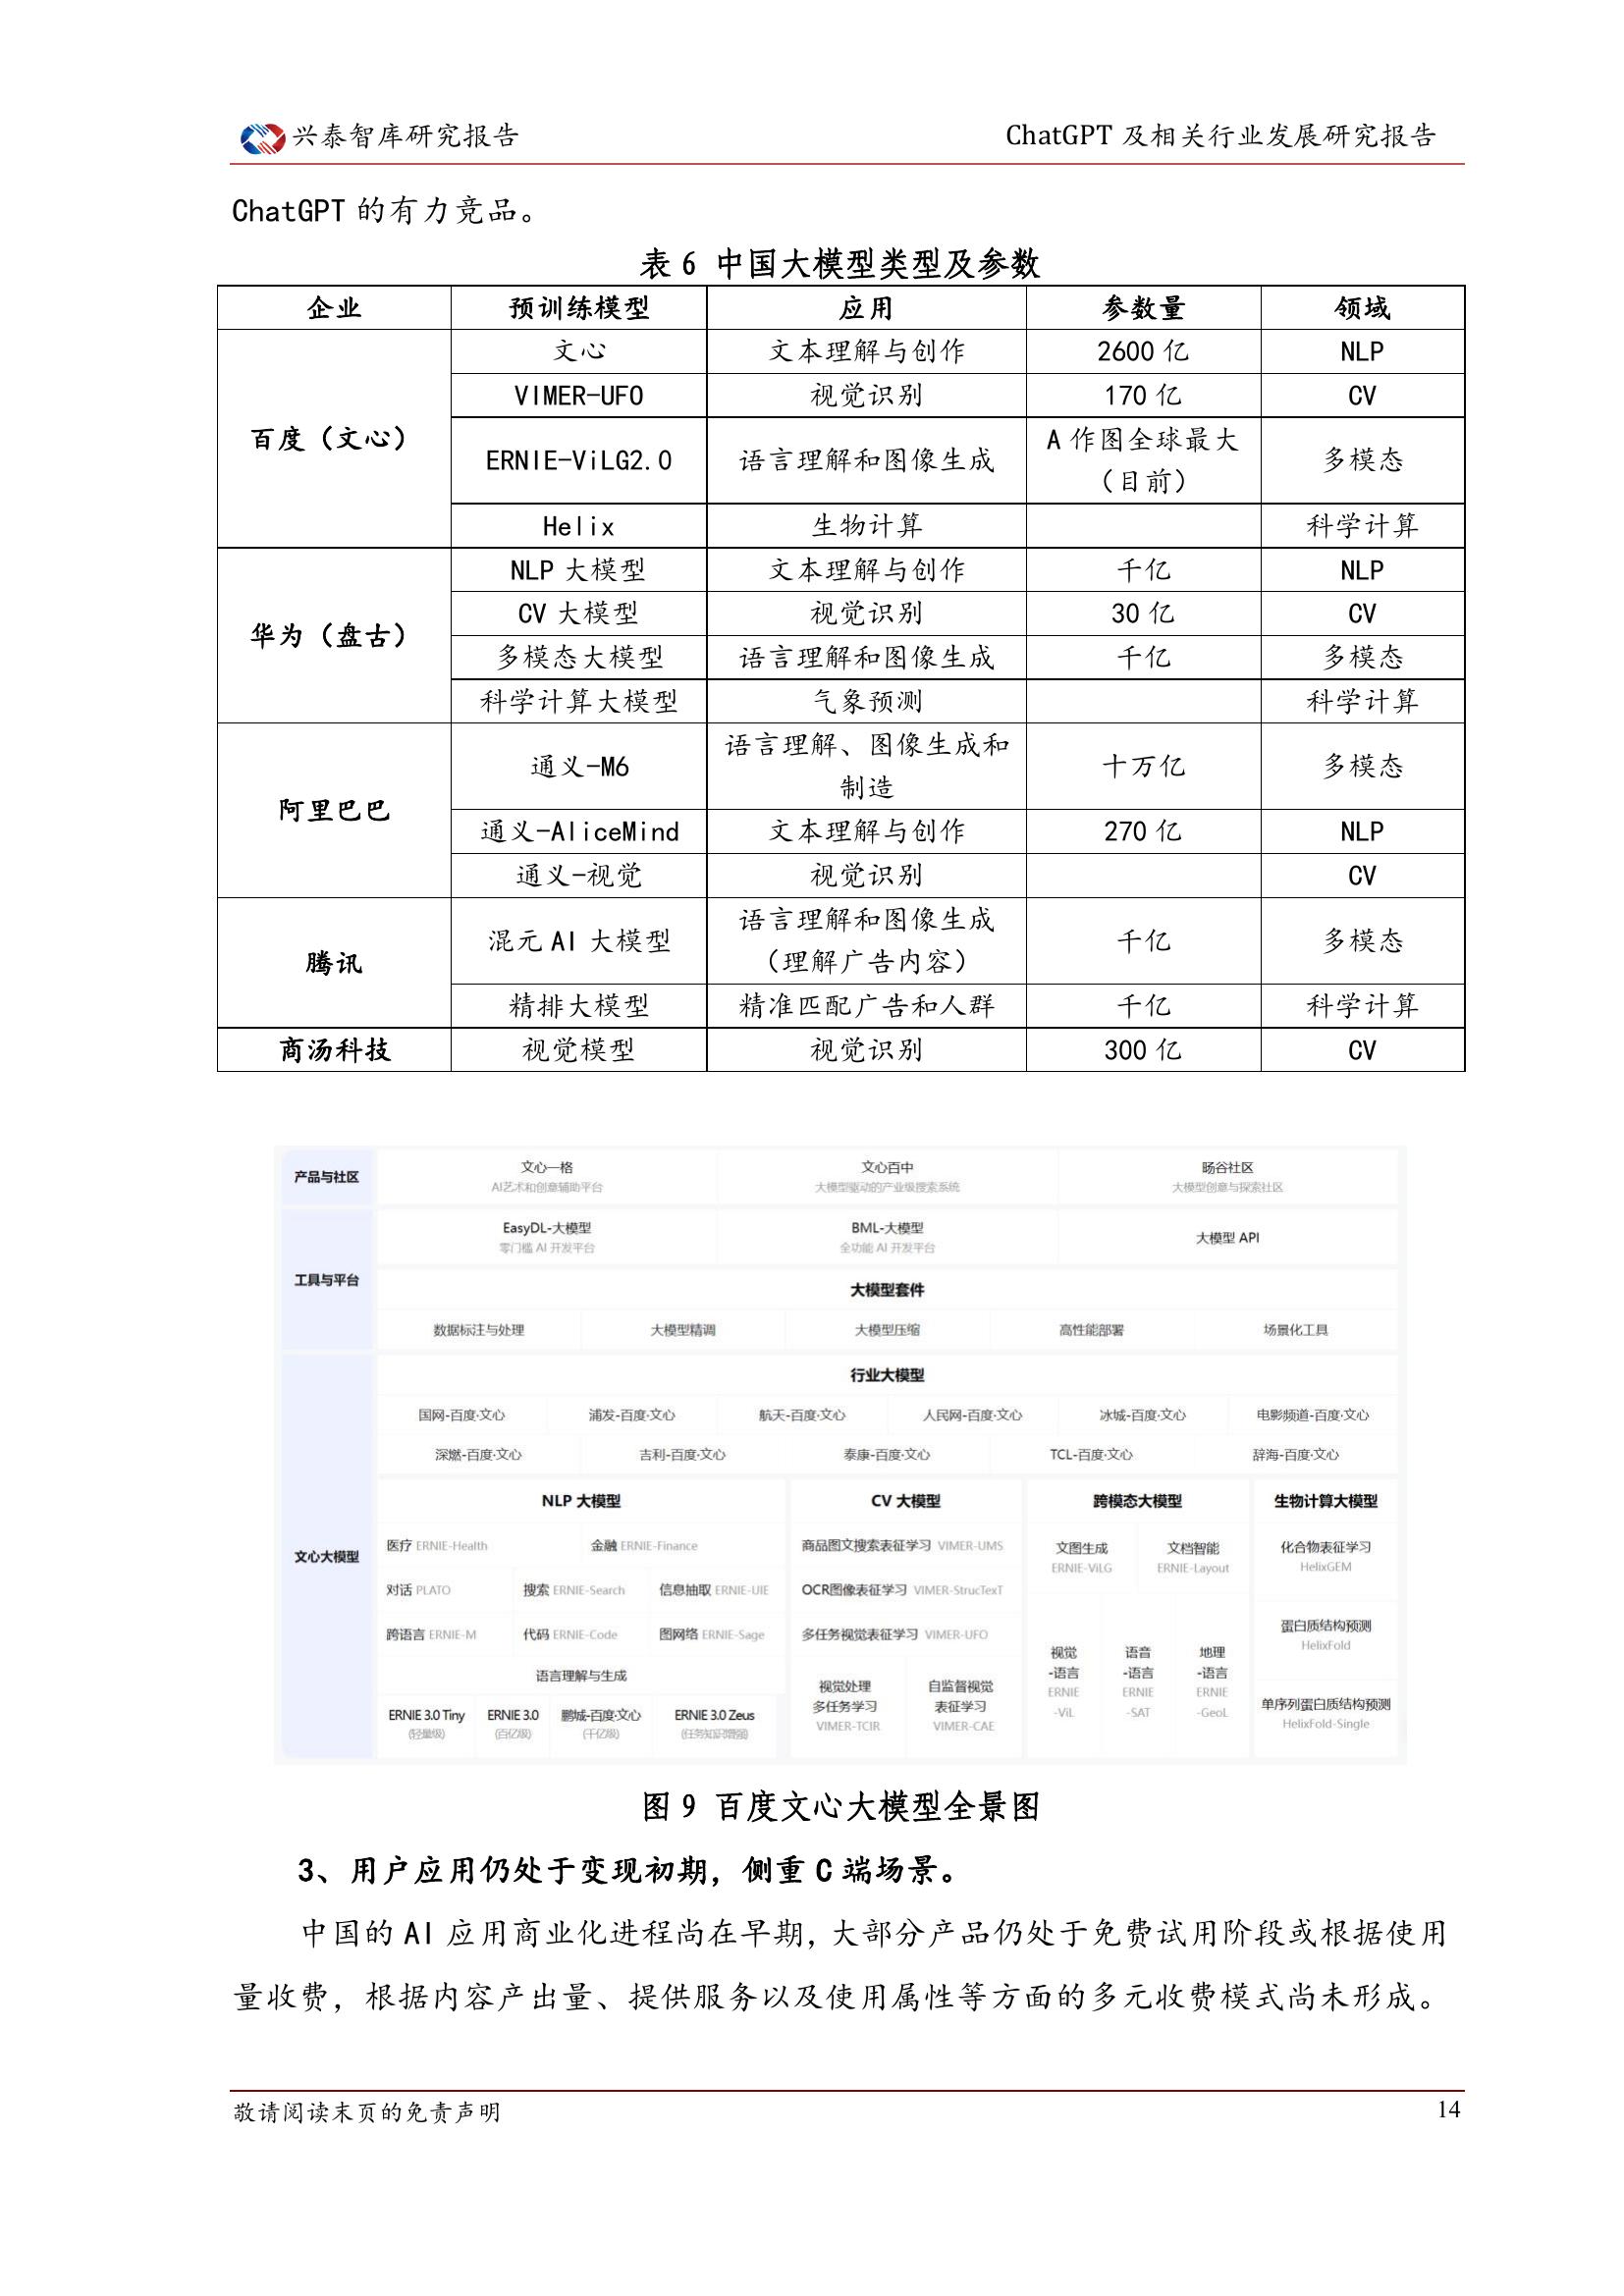 兴泰智库研究报告
ChatGPT 及相关行业发展研究报告
ChatGPT 的有力竞品。
表 6 中国大模型类型及参数
企业 预训练模型 应用 参数量 领域
百度（文心） 文心 文本理解与创作 2600 亿 NLP
VIMER-UFO 视觉识别 170 亿 CV
ERNIE-ViLG2.0 语言理解和图像生成 A 作图全球最大（目前） 多模态
Helix 生物计算 科学计算
华为（盘古） NLP 大模型 文本理解与创作 千亿 NLP
CV 大模型 视觉识别 30 亿 CV
多模态大模型 语言理解和图像生成 千亿 多模态
科学计算大模型 气象预测 科学计算
阿里巴巴 通义-M6 语言理解、图像生成和制造 十万亿 多模态
通义-AliceMind 文本理解与创作 270 亿 NLP
通义-视觉 视觉识别 CV
腾讯 混元 AI 大模型 语言理解和图像生成（理解广告内容） 千亿 多模态
精排大模型 精准匹配广告和人群 千亿 科学计算
商汤科技 视觉模型 视觉识别 300 亿 CV
产品与社区
文心一格 文心百中 旸谷社区
AI艺术和创意辅助平台 大模型驱动的产业级搜索系统 大模型创意与探索社区
工具与平台
EasyDL-大模型 BML-大模型 大模型 API
零门槛 AI 开发平台 全功能 AI 开发平台
大模型套件
数据标注与处理 大模型精调 大模型压缩 高性能部署 场景化工具
文心大模型
行业大模型
国网-百度·文心 浦发-百度·文心 航天-百度·文心 人民网-百度·文心 冰城-百度·文心 电影频道-百度·文心
深燃-百度·文心 吉利-百度·文心 泰康-百度·文心 TCL-百度·文心 辞海-百度·文心
NLP 大模型
医疗 ERNIE-Health 金融 ERNIE-Finance
对话 PLATO 搜索 ERNIE-Search 信息抽取 ERNIE-UIE
跨语言 ERNIE-M 代码 ERNIE-Code 图网络 ERNIE-Sage
语言理解与生成
ERNIE 3.0 Tiny ERNIE 3.0 鹏城-百度·文心 ERNIE 3.0 Zeus
(轻量级) (百亿级) (千亿级) (任务知识增强)
CV 大模型
商品图文搜索表征学习 VIMER-UMS
OCR图像表征学习 VIMER-StrucTexT
多任务视觉表征学习 VIMER-UFO
视觉处理 自监督视觉
多任务学习 表征学习
VIMER-TCIR VIMER-CAE
跨模态大模型
文图生成 文档智能
ERNIE-ViLG ERNIE-Layout
视觉 语音 地理
-语言 -语言 -语言
ERNIE ERNIE ERNIE
-ViL -SAT -GeoL
生物计算大模型
化合物表征学习
HelixGEM
蛋白质结构预测
HelixFold
单序列蛋白质结构预测
HelixFold-Single
图 9 百度文心大模型全景图
3、用户应用仍处于变现初期，侧重 C 端场景。
中国的 AI 应用商业化进程尚在早期，大部分产品仍处于免费试用阶段或根据使用
量收费，根据内容产出量、提供服务以及使用属性等方面的多元收费模式尚未形成。
敬请阅读末页的免责声明
14